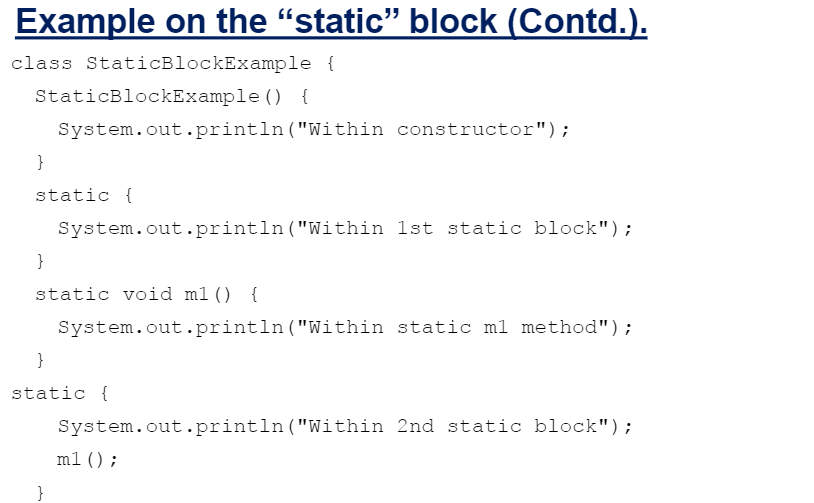 Example on the “static” block (Contd.).
class StaticBlockExample {
StaticBlockExample() {
System.out.println("Within constructor");
}
static {
System.out.println("Within 1st static block");
}
static void m1() {
System.out.println("Within static m1 method");
}
static {
System.out.println("Within 2nd static block");
m1();
}